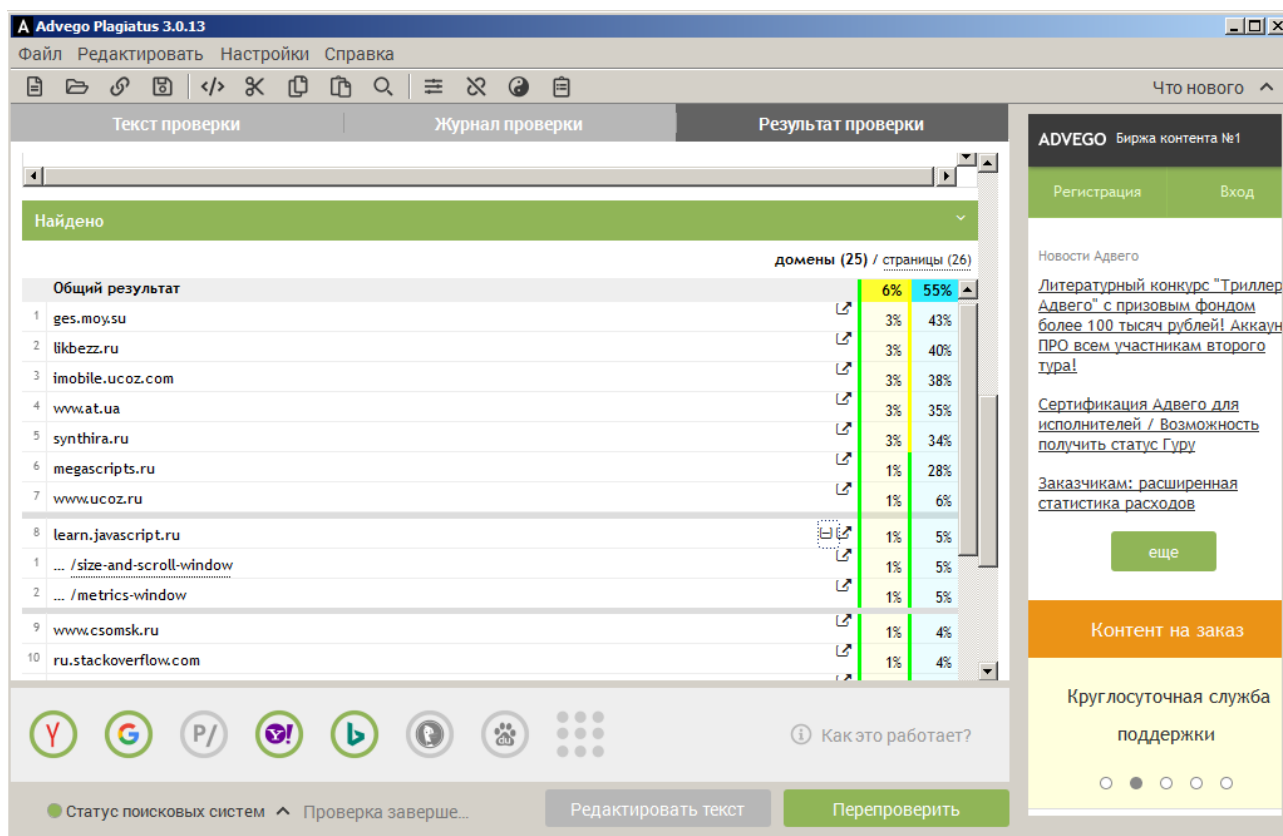 A Advego Plagiatus 3.0.13
Файл Редактировать Настройки Справка
Что нового
Текст проверки Журнал проверки Результат проверки
Найдено
домены (25) / страницы (26)
Общий результат 6% 55%
1 ges.moy.su 3% 43%
2 likbezz.ru 3% 40%
3 imobile.ucoz.com 3% 38%
4 wvw.at.ua 3% 35%
5 synthira.ru 3% 34%
6 megascripts.ru 1% 28%
7 www.ucoz.ru 1% 6%
8 learn.javascript.ru 1% 5%
1 ... /size-and-scroll-window 1% 5%
2 ... /metrics-window 1% 5%
9 www.csomsk.ru 1% 4%
10 ru.stackoverflow.com 1% 4%
Y G P/ Y! b du
Как это работает?
Статус поисковых систем Проверка заверше...
Редактировать текст Перепроверить
ADVEGO Биржа контента №1
Регистрация Вход
Новости Адвего
Литературный конкурс "Триллер
Адвего" с призовым фондом
более 100 тысяч рублей! Аккаун
ПРО всем участникам второго
тура!
Сертификация Адвего для
исполнителей / Возможность
получить статус Гуру
Заказчикам: расширенная
статистика расходов
еще
Контент на заказ
Круглосуточная служба
поддержки